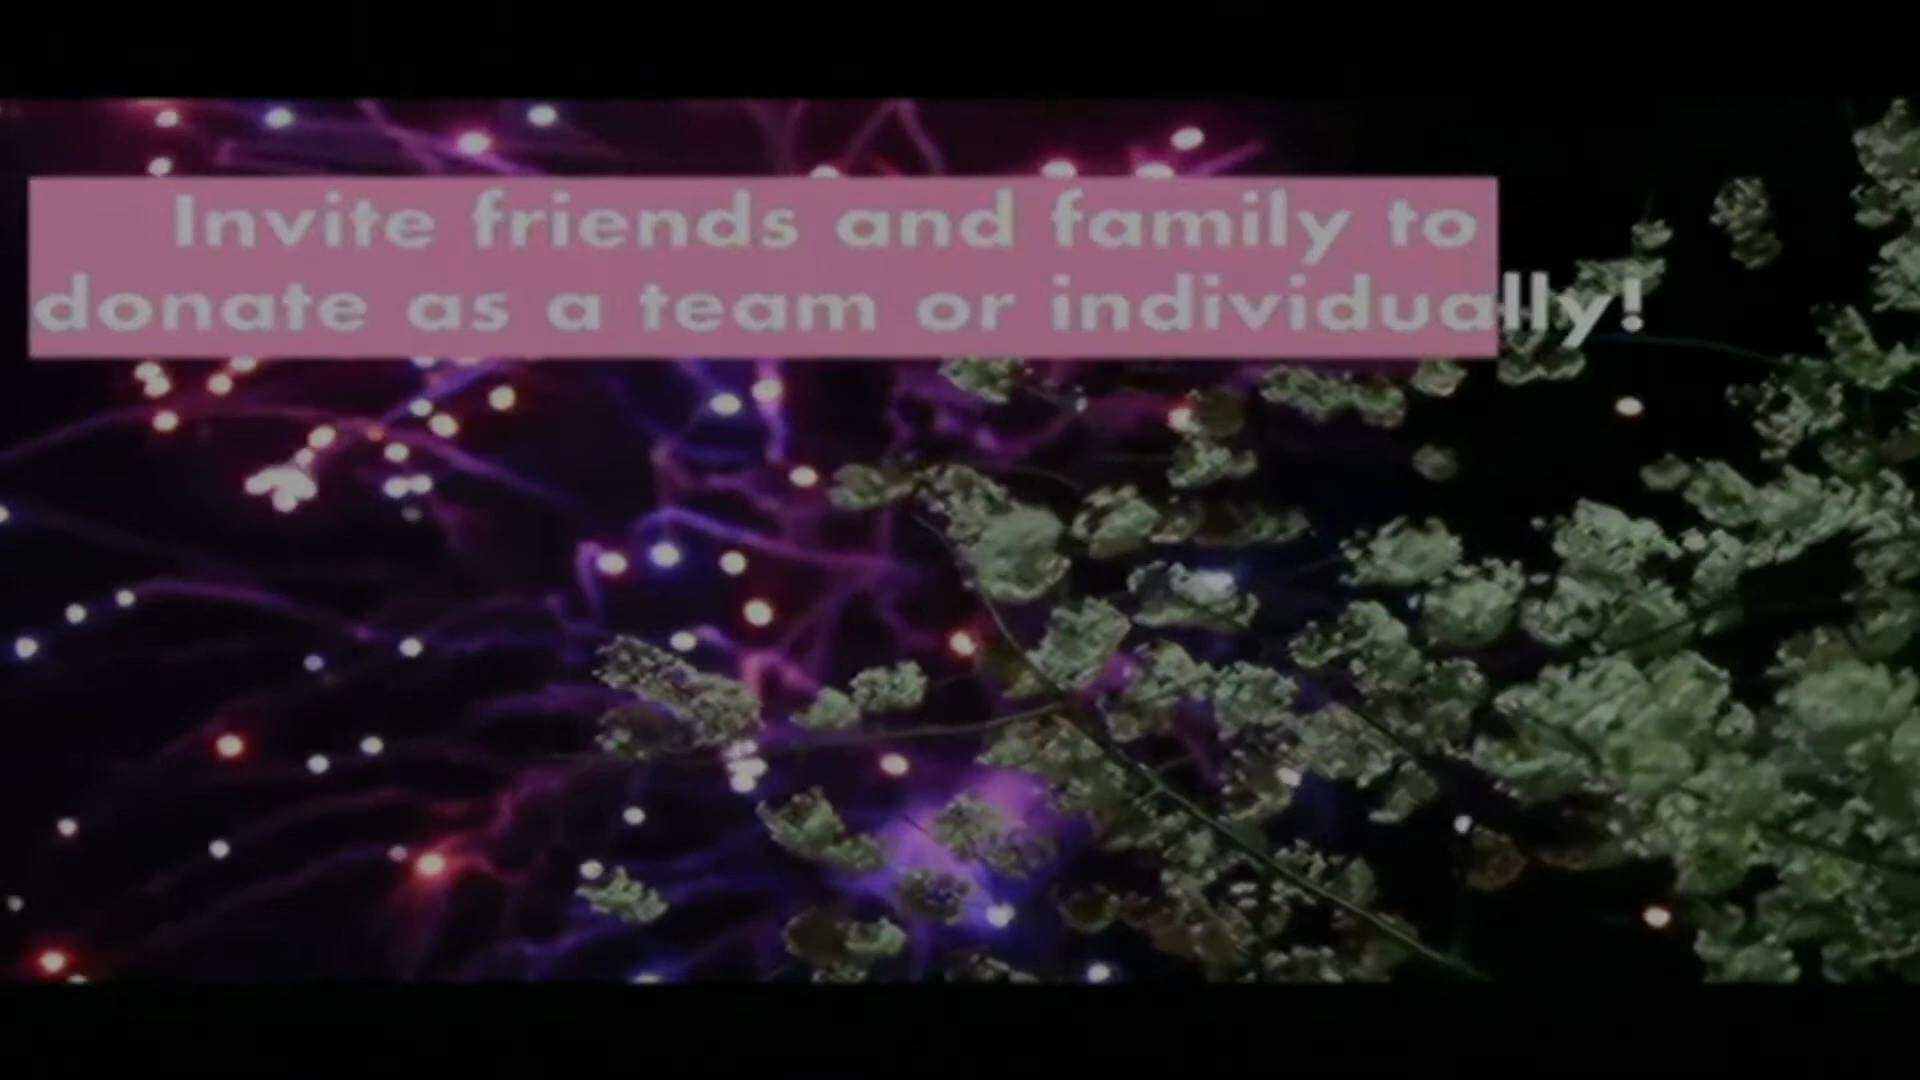 Invite friends and family to
donate as a team or individually!